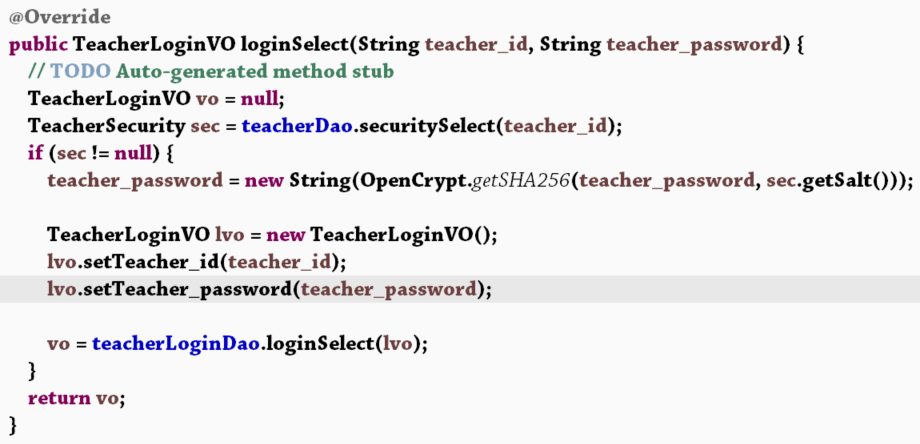 @Override
public TeacherLoginVO loginSelect(String teacher_id, String teacher_password) {
// TODO Auto-generated method stub
TeacherLoginVO vo = null;
TeacherSecurity sec = teacherDao.securitySelect(teacher_id);
if (sec != null) {
teacher_password = new String(OpenCrypt.getSHA256(teacher_password, sec.getSalt()));
TeacherLoginVO lvo = new TeacherLoginVO();
lvo.setTeacher_id(teacher_id);
lvo.setTeacher_password(teacher_password);
vo = teacherLoginDao.loginSelect(lvo);
}
return vo;
}